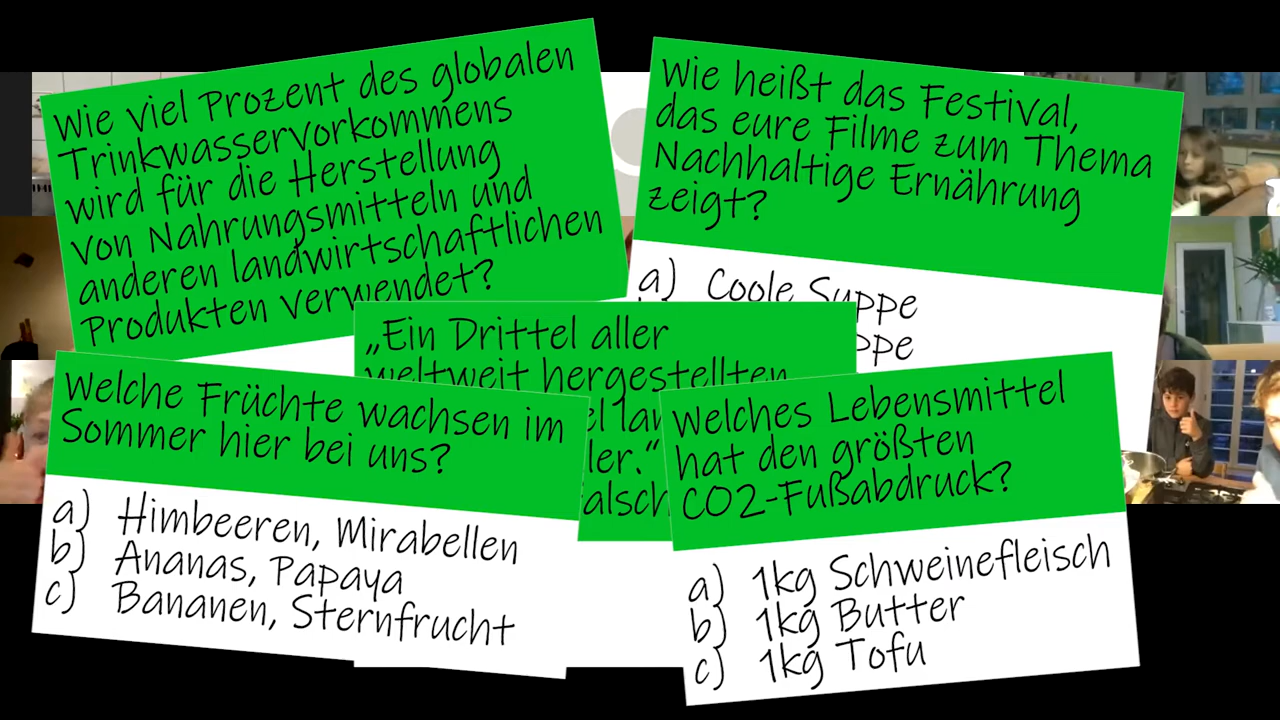 Wie viel Prozent des globalen
Trinkwasservorkommens
wird für die Herstellung
von Nahrungsmitteln und
anderen landwirtschaftlichen
Produkten verwendet?
Wie heißt das Festival,
das eure Filme zum Thema
Nachhaltige Ernährung
zeigt?
a) Coole Suppe
„Ein Drittel aller
weltweit hergestellten
Welche Früchte wachsen im
Sommer hier bei uns?
a) Himbeeren, Mirabellen
b) Ananas, Papaya
c) Bananen, Sternfrucht
Welches Lebensmittel
hat den größten
CO2-Fußabdruck?
a) 1kg Schweinefleisch
b) 1kg Butter
c) 1kg Tofu